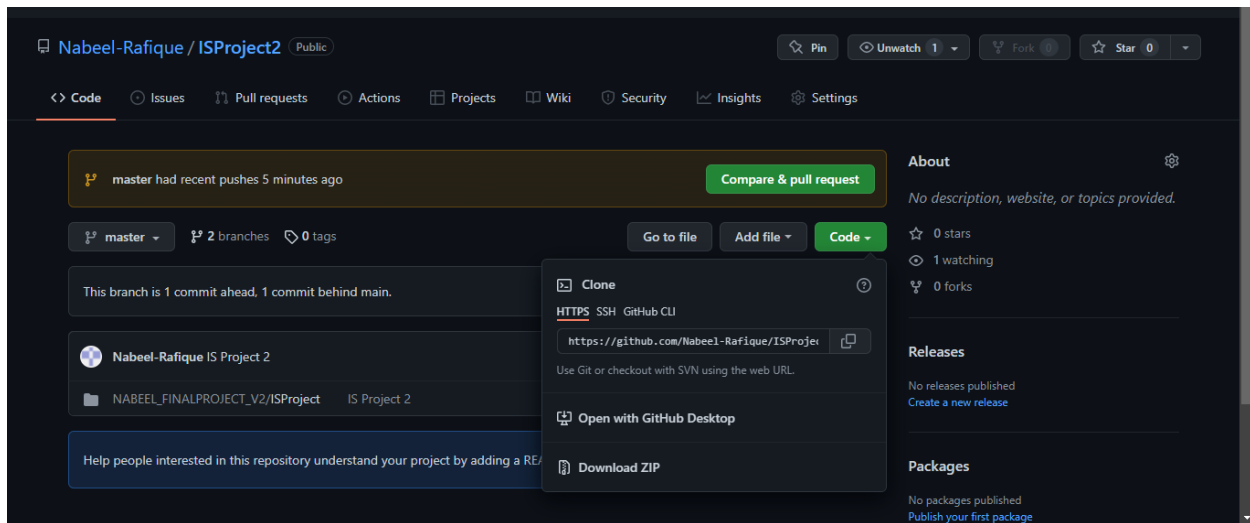 Nabeel-Rafique / ISProject2 Public
Pin Unwatch 1 Fork 0 Star 0
Code Issues Pull requests Actions Projects Wiki Security Insights Settings
master had recent pushes 5 minutes ago
Compare & pull request
master 2 branches 0 tags
Go to file Add file Code
This branch is 1 commit ahead, 1 commit behind main.
Nabeel-Rafique IS Project 2
NABEEL_FINALPROJECT_V2/ISProject IS Project 2
Help people interested in this repository understand your project by adding a
Clone
HTTPS SSH GitHub CLI
https://github.com/Nabeel-Rafique/ISProjec
Use Git or checkout with SVN using the web URL.
Open with GitHub Desktop
Download ZIP
About
No description, website, or topics provided.
0 stars
1 watching
0 forks
Releases
No releases published
Create a new release
Packages
No packages published
Publish your first package